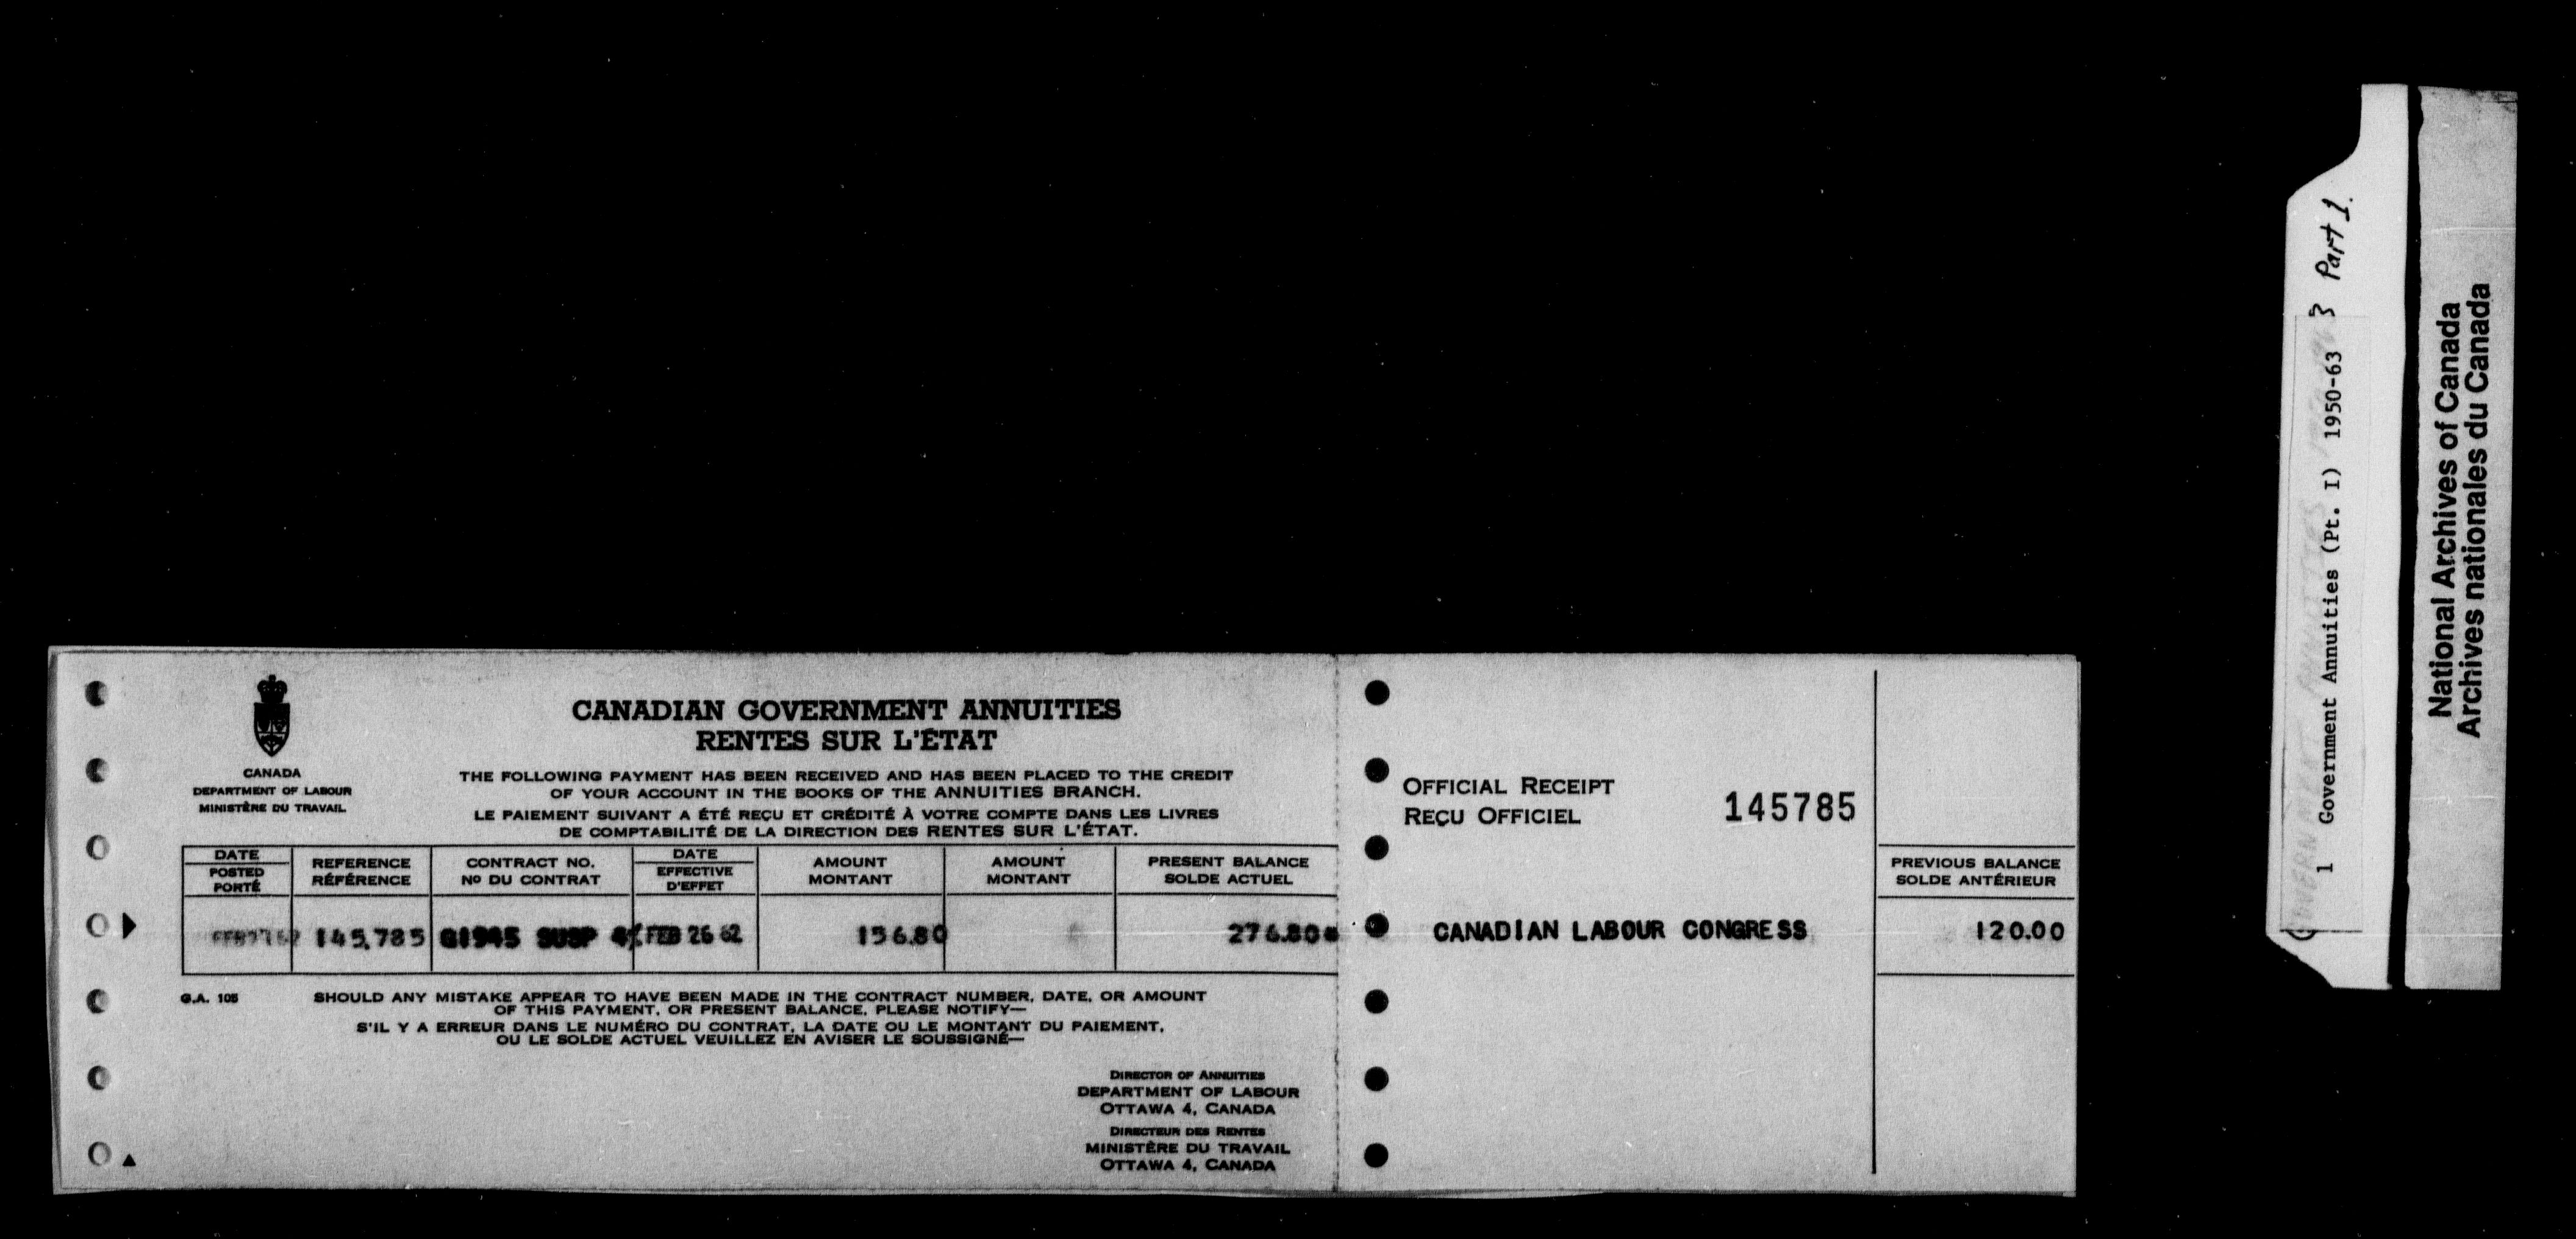 CANADA
DEPARTMENT OF LABOUR
MINISTÈRE DU TRAVAIL
CANADIAN GOVERNMENT ANNUITIES
RENTES SUR L'ÉTAT
THE FOLLOWING PAYMENT HAS BEEN RECEIVED AND HAS BEEN PLACED TO THE CREDIT
OF YOUR ACCOUNT IN THE BOOKS OF THE ANNUITIES BRANCH.
LE PAIEMENT SUIVANT A ÉTÉ REÇU ET CRÉDITÉ À VOTRE COMPTE DANS LES LIVRES
DE COMPTABILITÉ DE LA DIRECTION DES RENTES SUR L'ÉTAT.
DATE
POSTED
PORTÉ
REFERENCE
RÉFÉRENCE
CONTRACT NO.
Nº DU CONTRAT
DATE
EFFECTIVE
D'EFFET
AMOUNT
MONTANT
AMOUNT
MONTANT
PRESENT BALANCE
SOLDE ACTUEL
145,785 G1945 SUSP FEB 26 62 156.80 276.80
G.A. 105
SHOULD ANY MISTAKE APPEAR TO HAVE BEEN MADE IN THE CONTRACT NUMBER, DATE, OR AMOUNT
OF THIS PAYMENT, OR PRESENT BALANCE, PLEASE NOTIFY—
S'IL Y A ERREUR DANS LE NUMÉRO DU CONTRAT, LA DATE OU LE MONTANT DU PAIEMENT,
OU LE SOLDE ACTUEL VEUILLEZ EN AVISER LE SOUSSIGNÉ—
DIRECTOR OF ANNUITIES
DEPARTMENT OF LABOUR
OTTAWA 4, CANADA
DIRECTEUR DES RENTES
MINISTÈRE DU TRAVAIL
OTTAWA 4, CANADA
OFFICIAL RECEIPT
REÇU OFFICIEL
145785
CANADIAN LABOUR CONGRESS
PREVIOUS BALANCE
SOLDE ANTÉRIEUR
120.00
1 Government Annuities (Pt. I) 1950-63 3 Part 1.
National Archives of Canada
Archives nationales du Canada